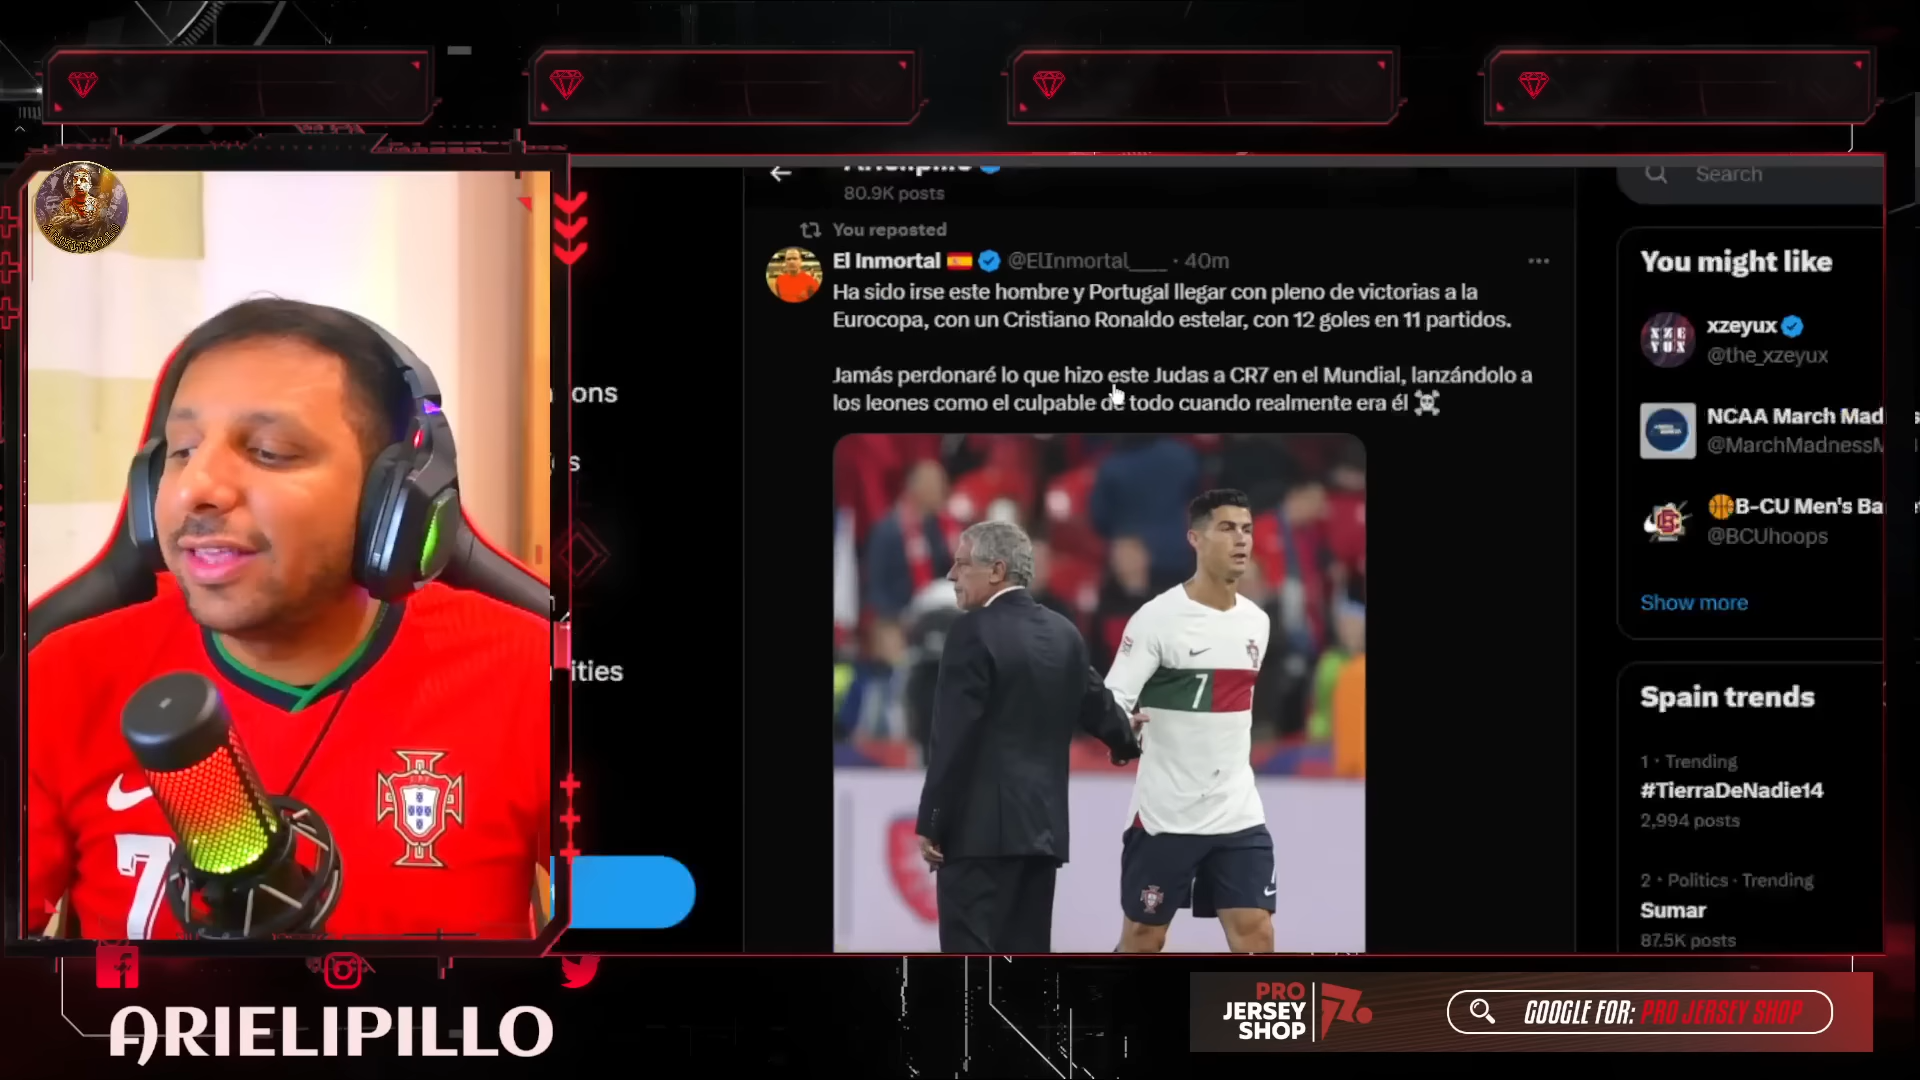 80.9K posts
You reposted
El Inmortal @ElInmortal___ · 40m
Ha sido irse este hombre y Portugal llegar con pleno de victorias a la
Eurocopa, con un Cristiano Ronaldo estelar, con 12 goles en 11 partidos.
Jamás perdonaré lo que hizo este Judas a CR7 en el Mundial, lanzándolo a
los leones como el culpable de todo cuando realmente era él
7
7
ons
ities
Search
You might like
xzeyux
@the_xzeyux
NCAA March Mad
@MarchMadnessM
B-CU Men's Ba
@BCUhoops
Show more
Spain trends
1 · Trending
#TierraDeNadie14
2,994 posts
2 · Politics · Trending
Sumar
87.5K posts
ARIELIPILLO
PRO
JERSEY
SHOP
GOOGLE FOR: PRO JERSEY SHOP